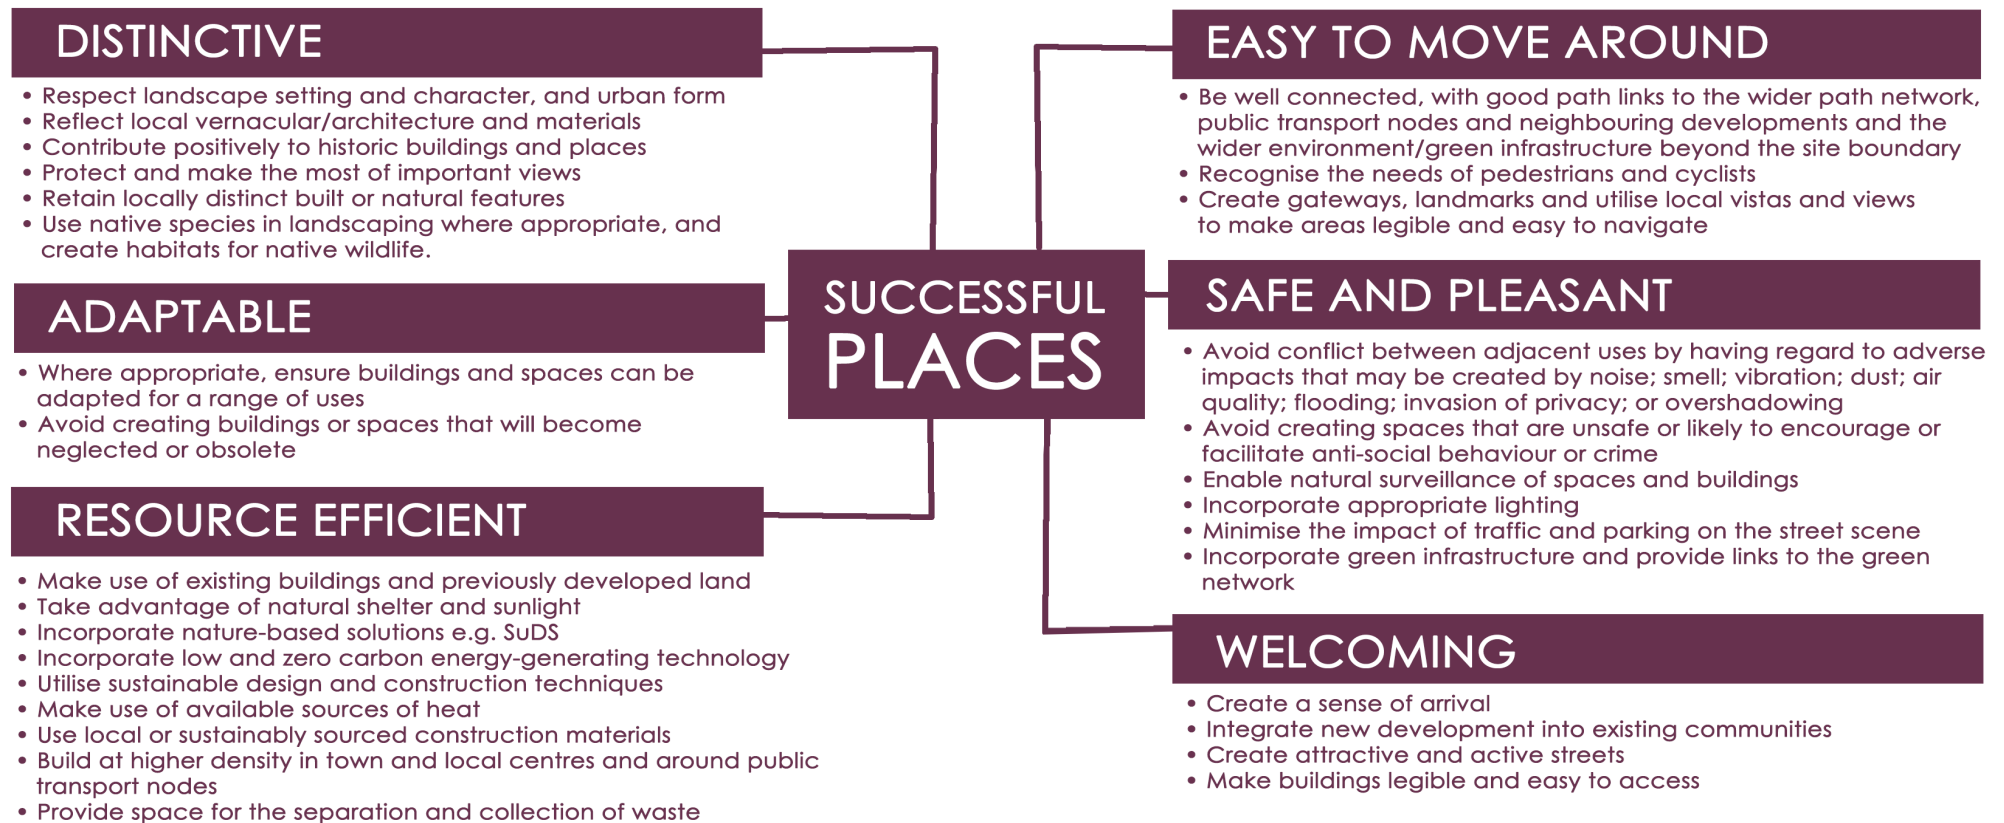 DISTINCTIVE
• Respect landscape setting and character, and urban form
• Reflect local vernacular/architecture and materials
• Contribute positively to historic buildings and places
• Protect and make the most of important views
• Retain locally distinct built or natural features
• Use native species in landscaping where appropriate, and
create habitats for native wildlife.
ADAPTABLE
• Where appropriate, ensure buildings and spaces can be
adapted for a range of uses
• Avoid creating buildings or spaces that will become
neglected or obsolete
RESOURCE EFFICIENT
• Make use of existing buildings and previously developed land
• Take advantage of natural shelter and sunlight
• Incorporate nature-based solutions e.g. SuDS
• Incorporate low and zero carbon energy-generating technology
• Utilise sustainable design and construction techniques
• Make use of available sources of heat
• Use local or sustainably sourced construction materials
• Build at higher density in town and local centres and around public
transport nodes
• Provide space for the separation and collection of waste
SUCCESSFUL
PLACES
EASY TO MOVE AROUND
• Be well connected, with good path links to the wider path network,
public transport nodes and neighbouring developments and the
wider environment/green infrastructure beyond the site boundary
• Recognise the needs of pedestrians and cyclists
• Create gateways, landmarks and utilise local vistas and views
to make areas legible and easy to navigate
SAFE AND PLEASANT
• Avoid conflict between adjacent uses by having regard to adverse
impacts that may be created by noise; smell; vibration; dust; air
quality; flooding; invasion of privacy; or overshadowing
• Avoid creating spaces that are unsafe or likely to encourage or
facilitate anti-social behaviour or crime
• Enable natural surveillance of spaces and buildings
• Incorporate appropriate lighting
• Minimise the impact of traffic and parking on the street scene
• Incorporate green infrastructure and provide links to the green
network
WELCOMING
• Create a sense of arrival
• Integrate new development into existing communities
• Create attractive and active streets
• Make buildings legible and easy to access